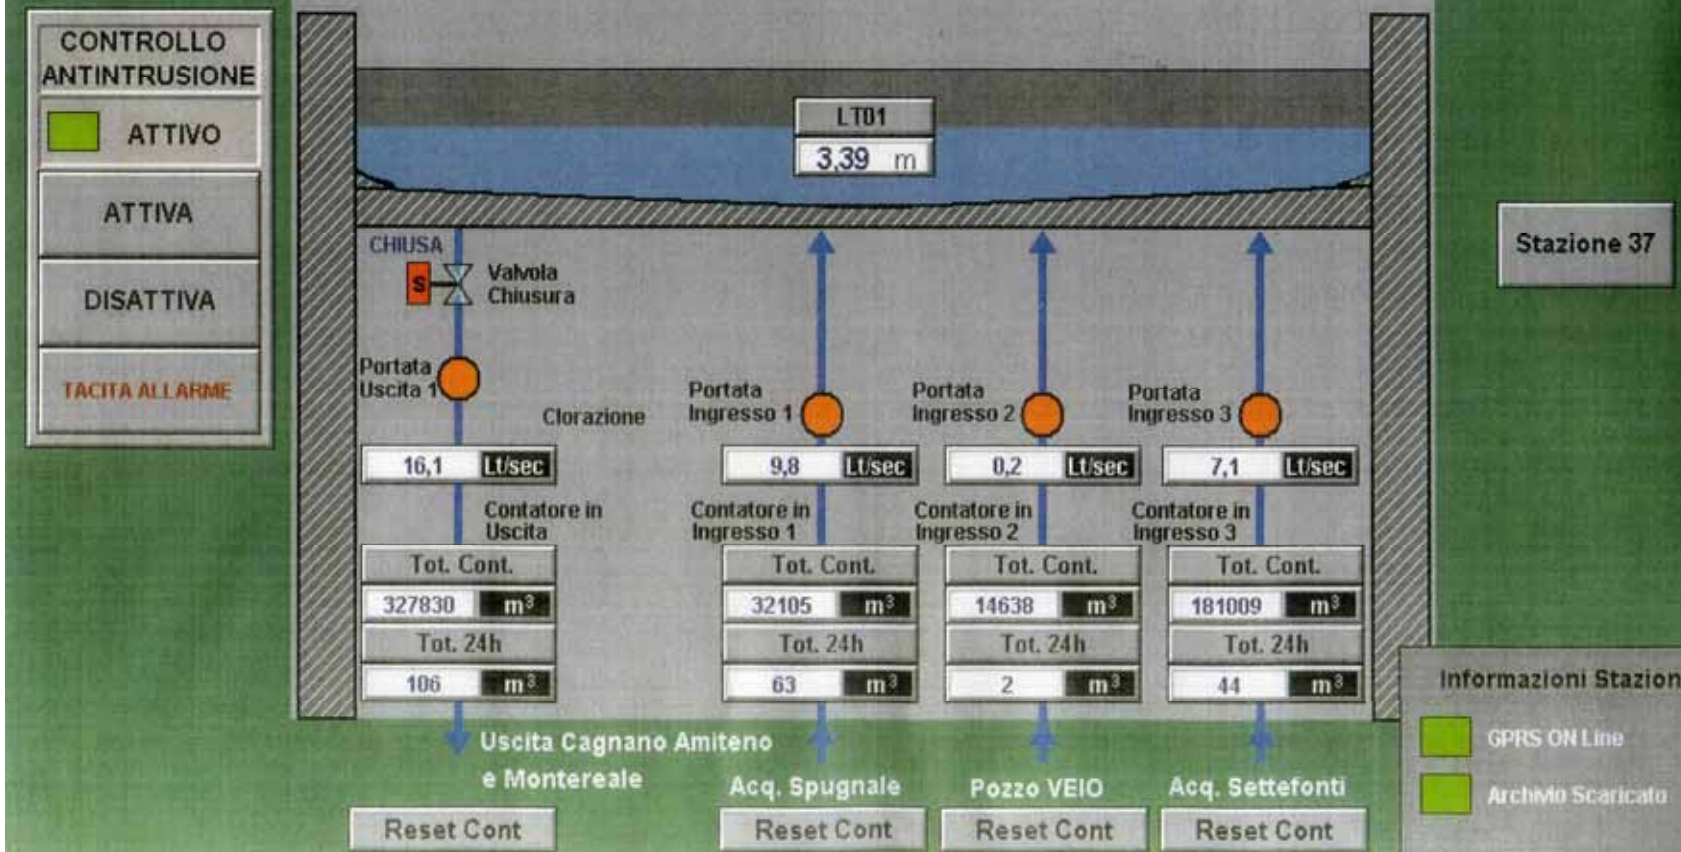 CONTROLLO
ANTINTRUSIONE
ATTIVO
ATTIVA
DISATTIVA
TACITA ALLARME
LT01
3,39 m
Stazione 37
CHIUSA
S
Valvola
Chiusura
Portata
Uscita 1
Clorazione
Portata
Ingresso 1
Portata
Ingresso 2
Portata
Ingresso 3
16,1 Lt/sec
9,8 Lt/sec
0,2 Lt/sec
7,1 Lt/sec
Contatore in
Uscita
Contatore in
Ingresso 1
Contatore in
Ingresso 2
Contatore in
Ingresso 3
Tot. Cont.
Tot. Cont.
Tot. Cont.
Tot. Cont.
327830 m³
32105 m³
14638 m³
181009 m³
Tot. 24h
Tot. 24h
Tot. 24h
Tot. 24h
106 m³
63 m³
2 m³
44 m³
Uscita Cagnano Amiteno
e Montereale
Acq. Spugnale
Pozzo VEIO
Acq. Settefonti
Reset Cont
Reset Cont
Reset Cont
Reset Cont
Informazioni Stazion
GPRS ON Line
Archivio Scaricato